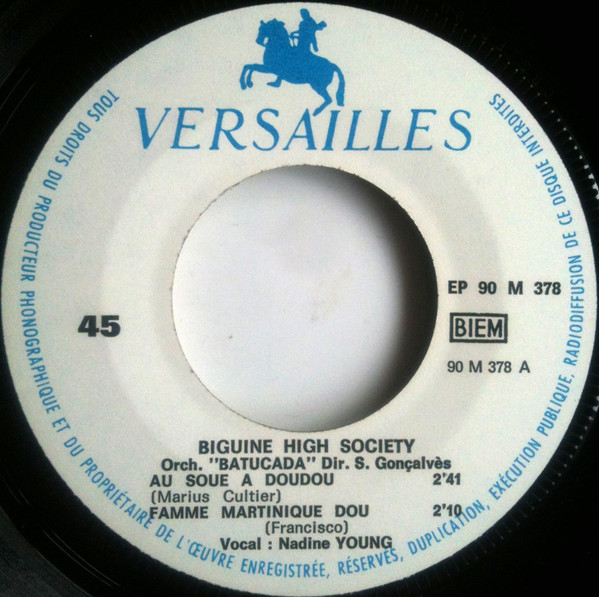 VERSAILLES
TOUS DROITS DU PRODUCTEUR PHONOGRAPHIQUE ET DU PROPRIÉTAIRE DE L'ŒUVRE ENREGISTRÉE, RÉSERVÉS, DUPLICATION, EXÉCUTION PUBLIQUE, RADIODIFFUSION DE CE DISQUE INTERDITES
45
EP 90 M 378
BIEM
90 M 378 A
BIGUINE HIGH SOCIETY
Orch. "BATUCADA" Dir. S. Gonçalvès
AU SOUE A DOUDOU 2'41
(Marius Cultier)
FAMME MARTINIQUE DOU 2'10
(Francisco)
Vocal : Nadine YOUNG